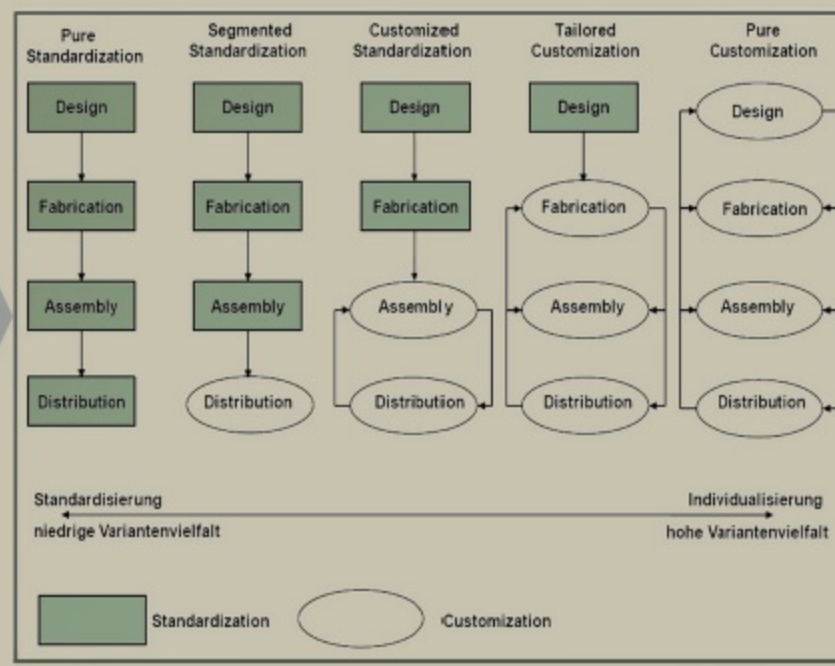 Pure
Standardization
Segmented
Standardization
Customized
Standardization
Tailored
Customization
Pure
Customization
Design
Design
Design
Design
Design
Fabrication
Fabrication
Fabrication
Fabrication
Fabrication
Assembly
Assembly
Assembly
Assembly
Assembly
Distribution
Distribution
Distribution
Distribution
Distribution
Standardisierung
Individualisierung
niedrige Variantenvielfalt
hohe Variantenvielfalt
Standardization
Customization